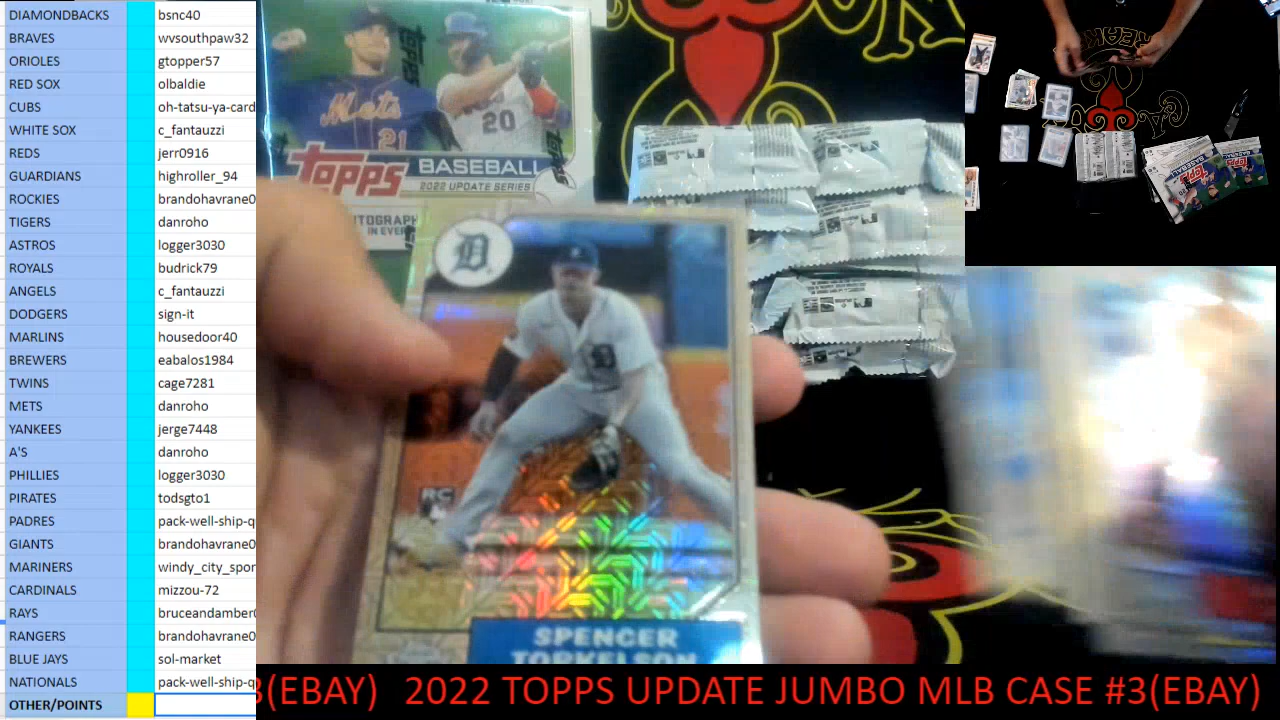 DIAMONDBACKS bsnc40
BRAVES wvsouthpaw32
ORIOLES gtopper57
RED SOX olbaldie
CUBS oh-tatsu-ya-card
WHITE SOX c_fantauzzi
REDS jerr0916
GUARDIANS highroller_94
ROCKIES brandohavrane0
TIGERS danroho
ASTROS logger3030
ROYALS budrick79
ANGELS c_fantauzzi
DODGERS sign-it
MARLINS housedoor40
BREWERS eabalos1984
TWINS cage7281
METS danroho
YANKEES jerge7448
A'S danroho
PHILLIES logger3030
PIRATES todsgto1
PADRES pack-well-ship-q
GIANTS brandohavrane0
MARINERS windy_city_spor
CARDINALS mizzou-72
RAYS bruceandamber
RANGERS brandohavrane0
BLUE JAYS sol-market
NATIONALS pack-well-ship-q
OTHER/POINTS
TOPPS
Mets
21
20
TOPPS BASEBALL
2022 UPDATE SERIES
D
RC
SPENCER
TORKELSON
3(EBAY) 2022 TOPPS UPDATE JUMBO MLB CASE #3(EBAY)